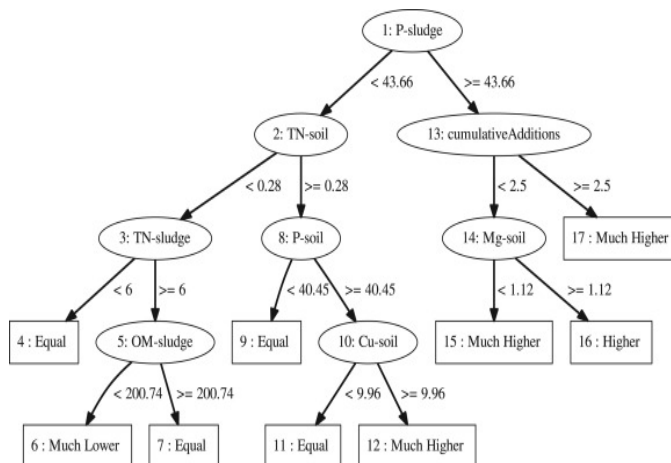 1: P-sludge
< 43.66
>= 43.66
2: TN-soil
13: cumulativeAdditions
< 0.28
>= 0.28
< 2.5
>= 2.5
3: TN-sludge
8: P-soil
14: Mg-soil
17 : Much Higher
< 6
>= 6
< 40.45
>= 40.45
< 1.12
>= 1.12
4 : Equal
5: OM-sludge
9 : Equal
10: Cu-soil
15 : Much Higher
16 : Higher
< 200.74
>= 200.74
< 9.96
>= 9.96
6 : Much Lower
7 : Equal
11 : Equal
12 : Much Higher